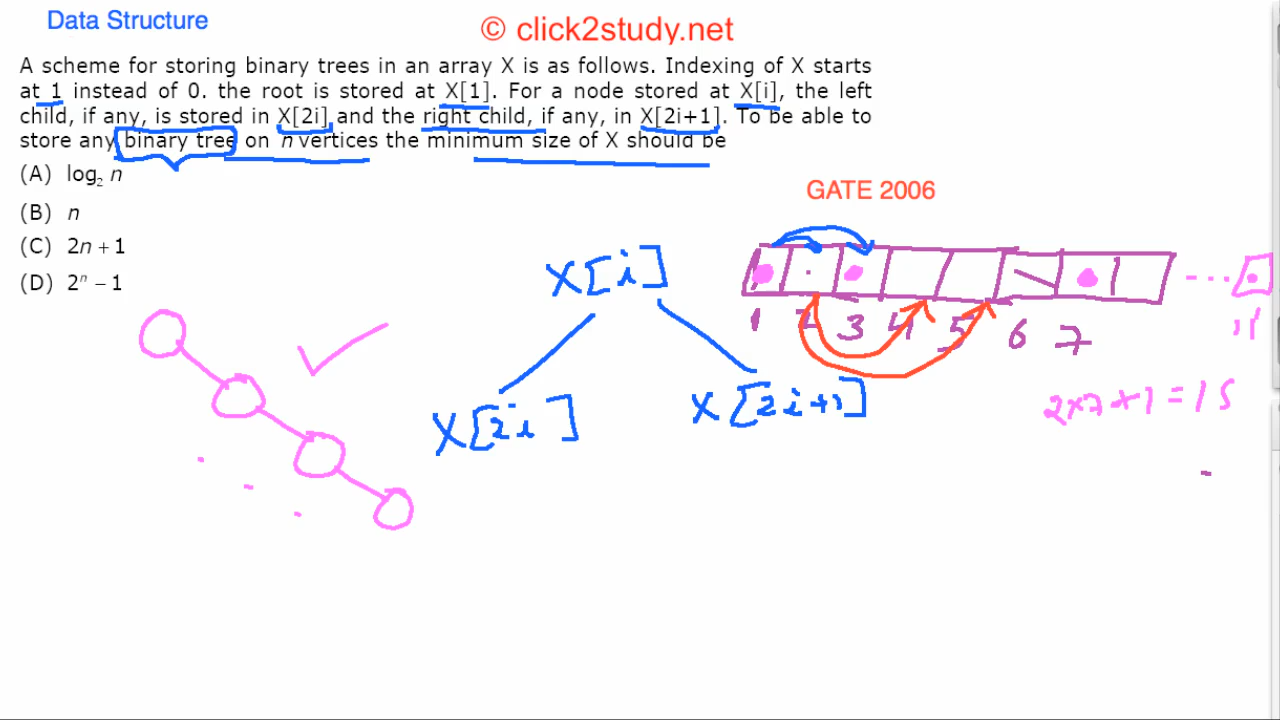 Data Structure
© click2study.net
A scheme for storing binary trees in an array X is as follows. Indexing of X starts
at 1 instead of 0. the root is stored at X[1]. For a node stored at X[i], the left
child, if any, is stored in X[2i] and the right child, if any, in X[2i+1]. To be able to
store any binary tree on n vertices the minimum size of X should be
(A) log₂ n
(B) n
(C) 2n + 1
(D) 2ⁿ − 1
GATE 2006
X[i]
X[2i]
X[2i+1]
1 2 3 4 5 6 7
2×7+1=15